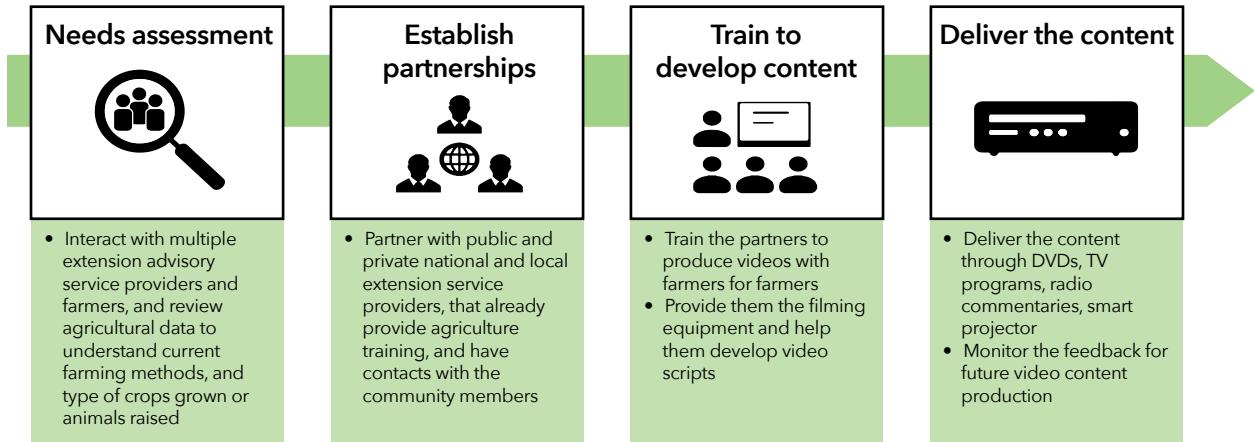 Needs assessment
• Interact with multiple
extension advisory
service providers and
farmers, and review
agricultural data to
understand current
farming methods, and
type of crops grown or
animals raised
Establish
partnerships
• Partner with public and
private national and local
extension service
providers, that already
provide agriculture
training, and have
contacts with the
community members
Train to
develop content
• Train the partners to
produce videos with
farmers for farmers
• Provide them the filming
equipment and help
them develop video
scripts
Deliver the content
• Deliver the content
through DVDs, TV
programs, radio
commentaries, smart
projector
• Monitor the feedback for
future video content
production